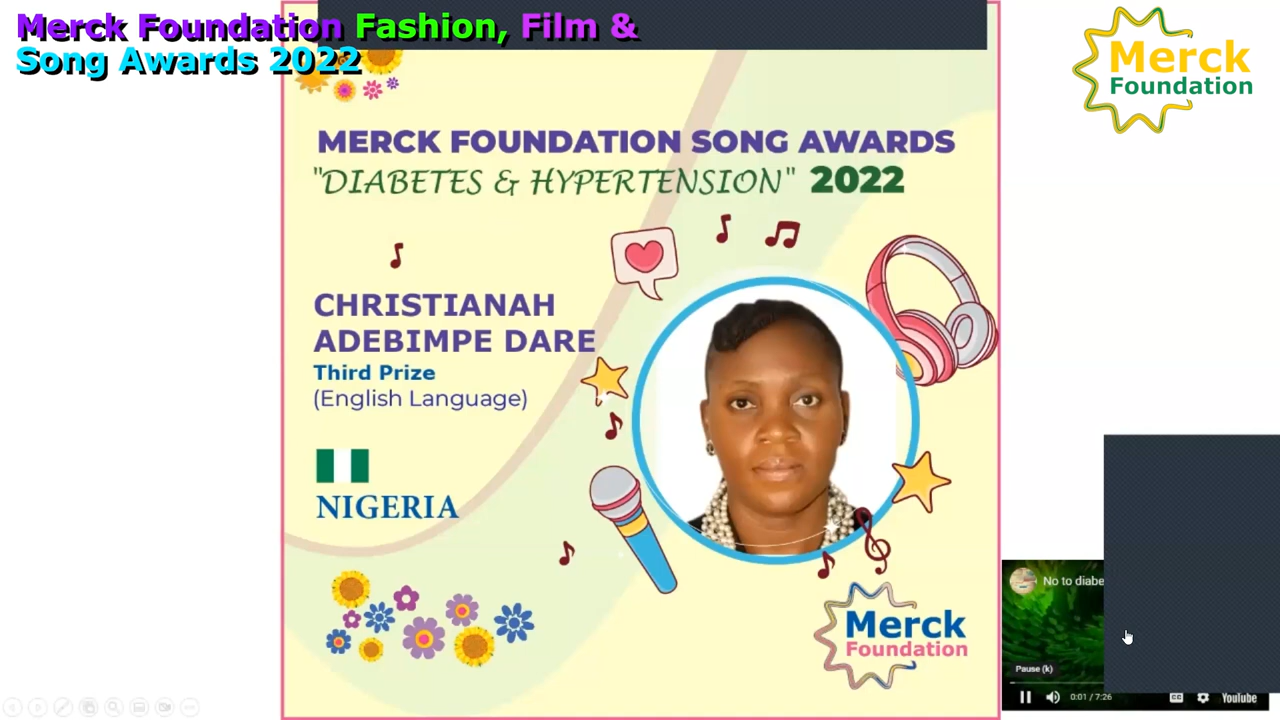 Merck Foundation Fashion, Film &
Song Awards 2022
Merck
Foundation
MERCK FOUNDATION SONG AWARDS
"DIABETES & HYPERTENSION" 2022
CHRISTIANAH
ADEBIMPE DARE
Third Prize
(English Language)
NIGERIA
Merck
Foundation
No to diabe
Pause (k)
0:01 / 7:26
CC
YouTube